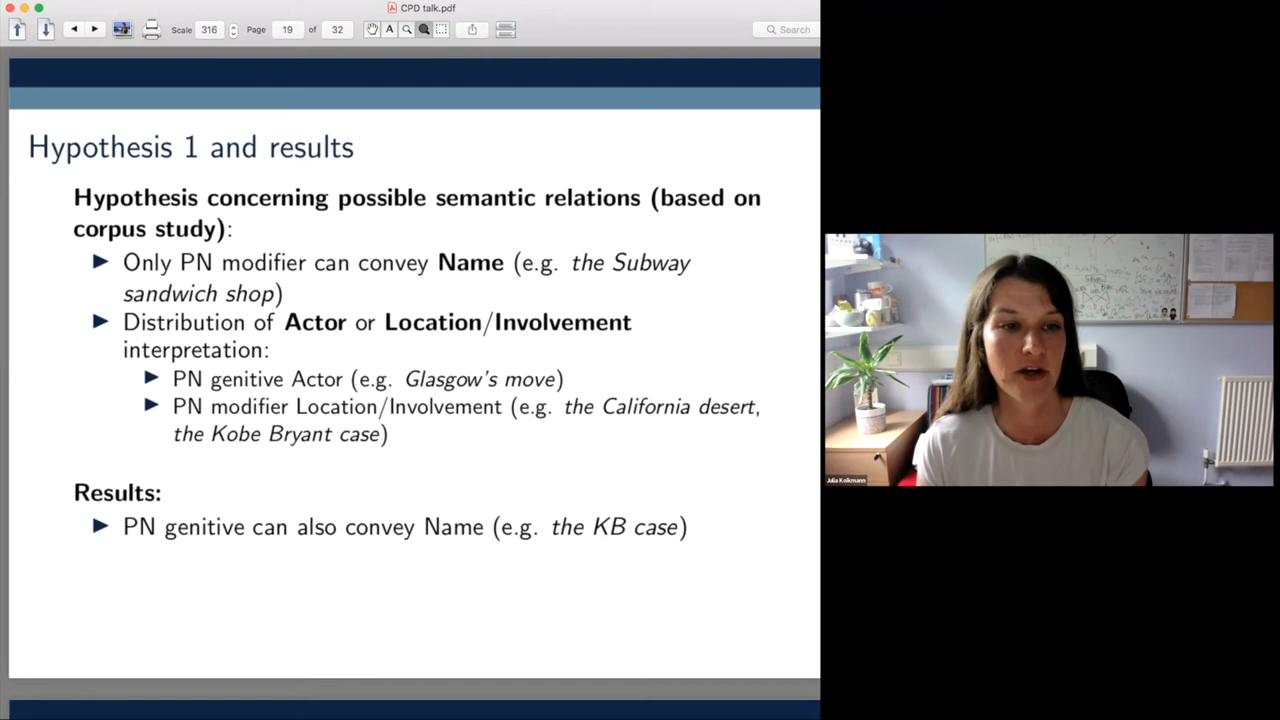 CPD talk.pdf
Scale 316 Page 19 of 32 A Search
Hypothesis 1 and results
Hypothesis concerning possible semantic relations (based on
corpus study):
Only PN modifier can convey Name (e.g. the Subway
sandwich shop)
Distribution of Actor or Location/Involvement
interpretation:
PN genitive Actor (e.g. Glasgow's move)
PN modifier Location/Involvement (e.g. the California desert,
the Kobe Bryant case)
Results:
PN genitive can also convey Name (e.g. the KB case)
Julia Kolkmann